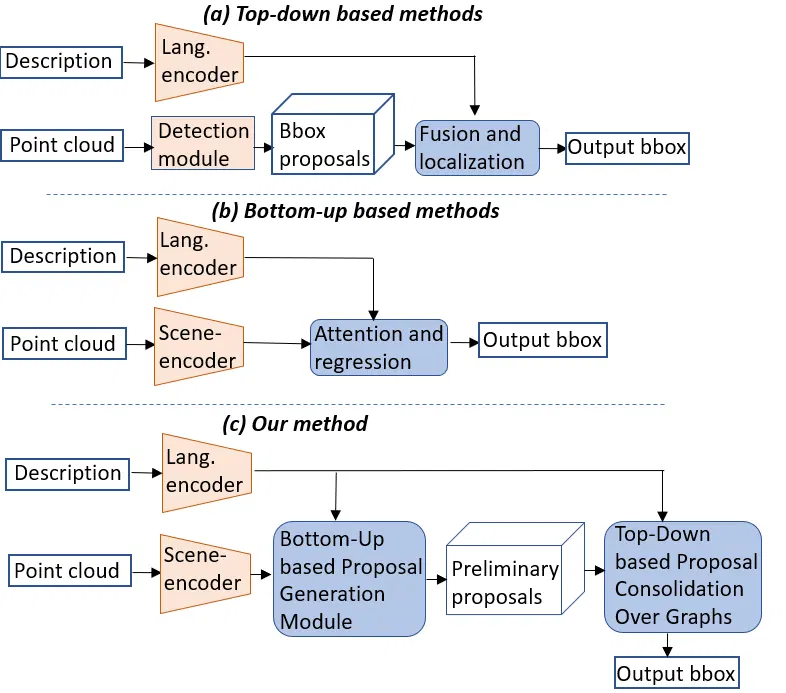 (a) Top-down based methods
Description
Lang.
encoder
Point cloud
Detection
module
Bbox
proposals
Fusion and
localization
Output bbox
(b) Bottom-up based methods
Description
Lang.
encoder
Point cloud
Scene-
encoder
Attention and
regression
Output bbox
(c) Our method
Description
Lang.
encoder
Point cloud
Scene-
encoder
Bottom-Up
based Proposal
Generation
Module
Preliminary
proposals
Top-Down
based Proposal
Consolidation
Over Graphs
Output bbox